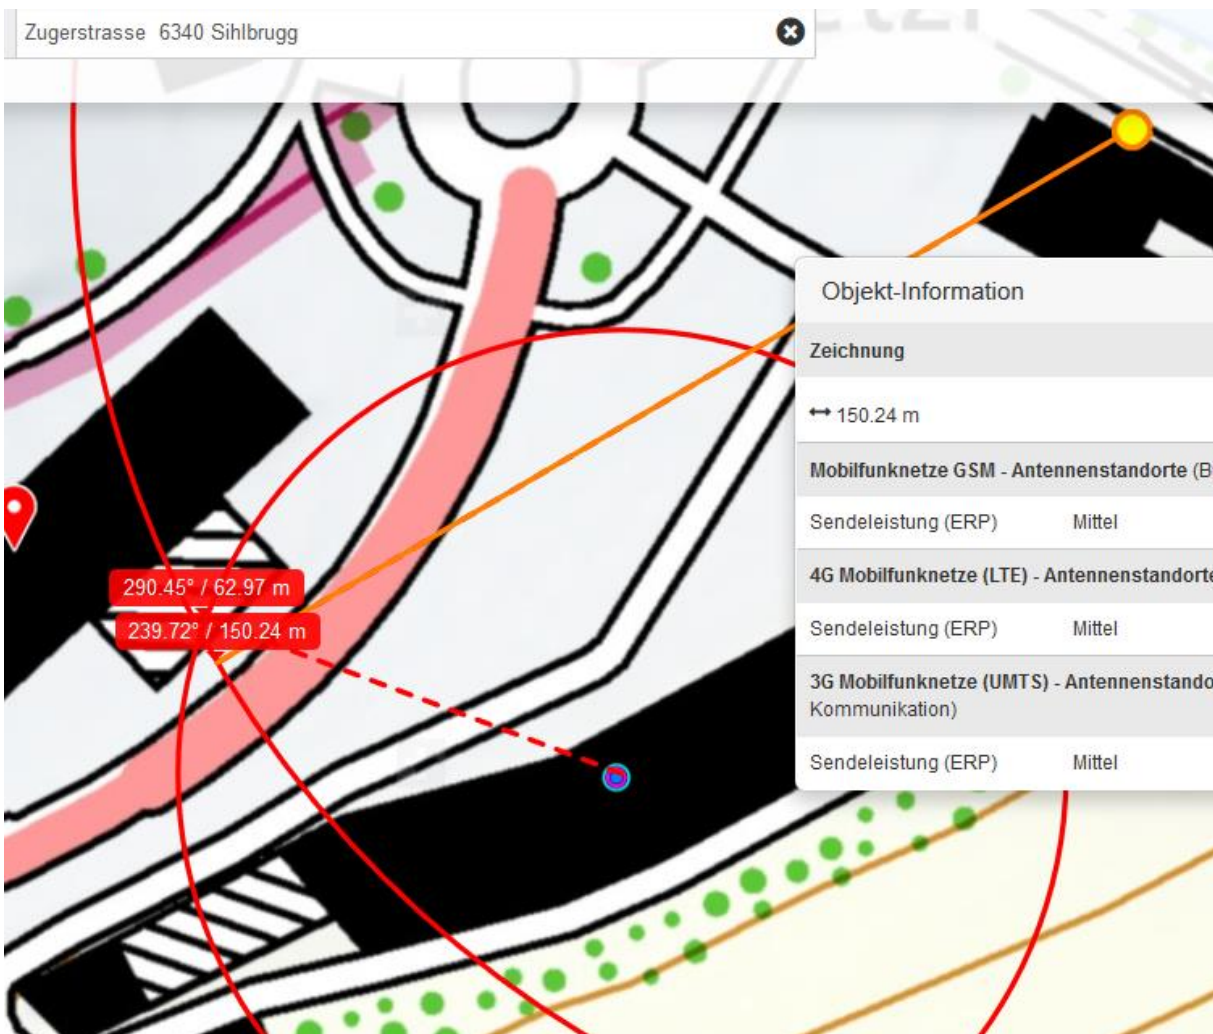 Zugerstrasse 6340 Sihlbrugg
Objekt-Information
Zeichnung
↔ 150.24 m
Mobilfunknetze GSM - Antennenstandorte (B
Sendeleistung (ERP) Mittel
4G Mobilfunknetze (LTE) - Antennenstandorte
Sendeleistung (ERP) Mittel
3G Mobilfunknetze (UMTS) - Antennenstando
Kommunikation)
Sendeleistung (ERP) Mittel
290.45° / 62.97 m
239.72° / 150.24 m